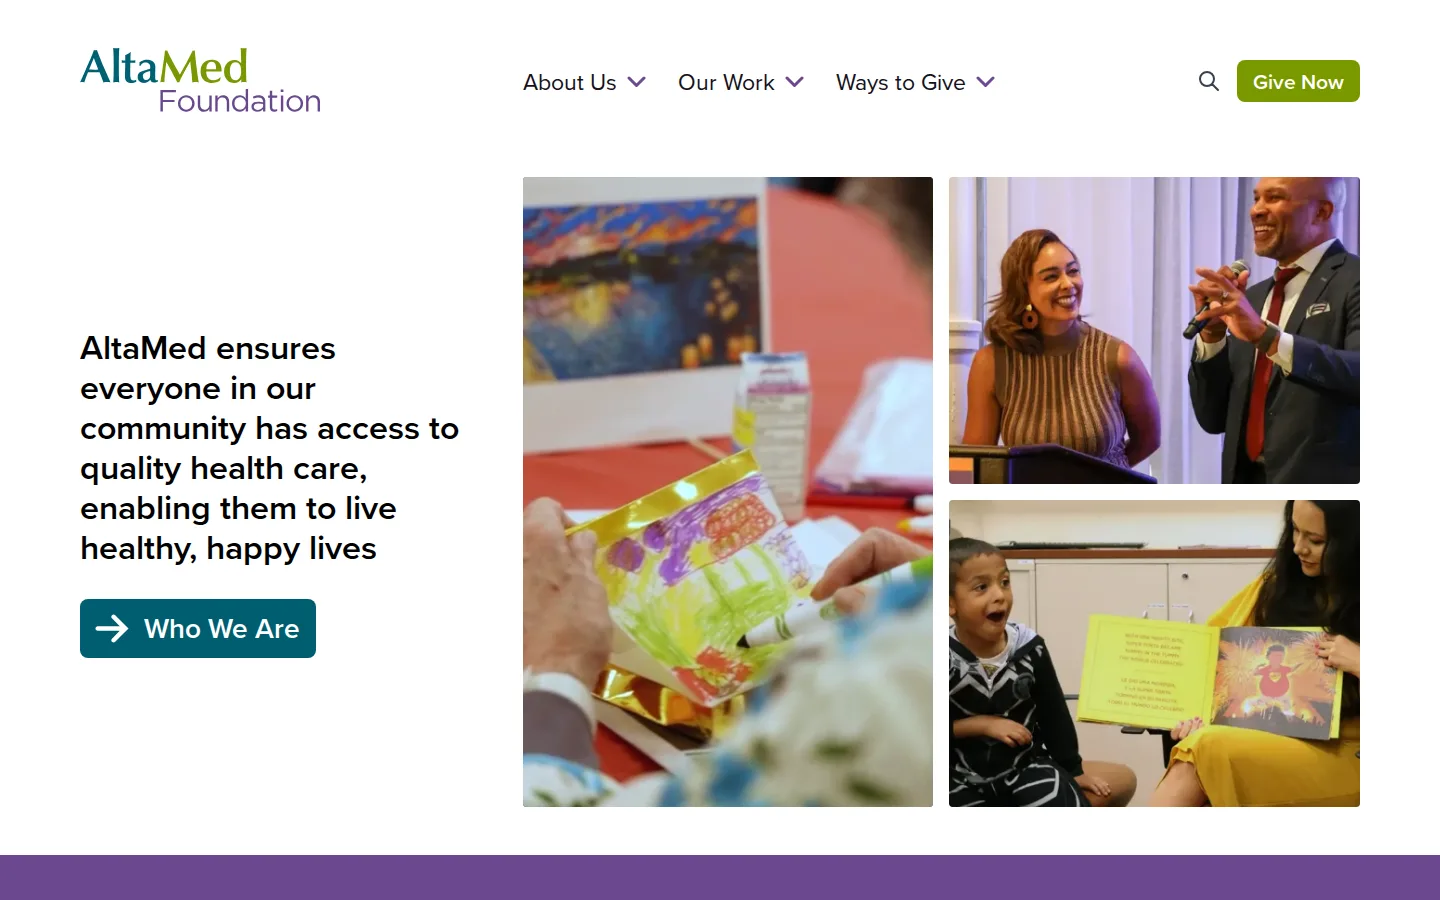 AltaMed
Foundation
About Us
Our Work
Ways to Give
Give Now
AltaMed ensures
everyone in our
community has access to
quality health care,
enabling them to live
healthy, happy lives
Who We Are